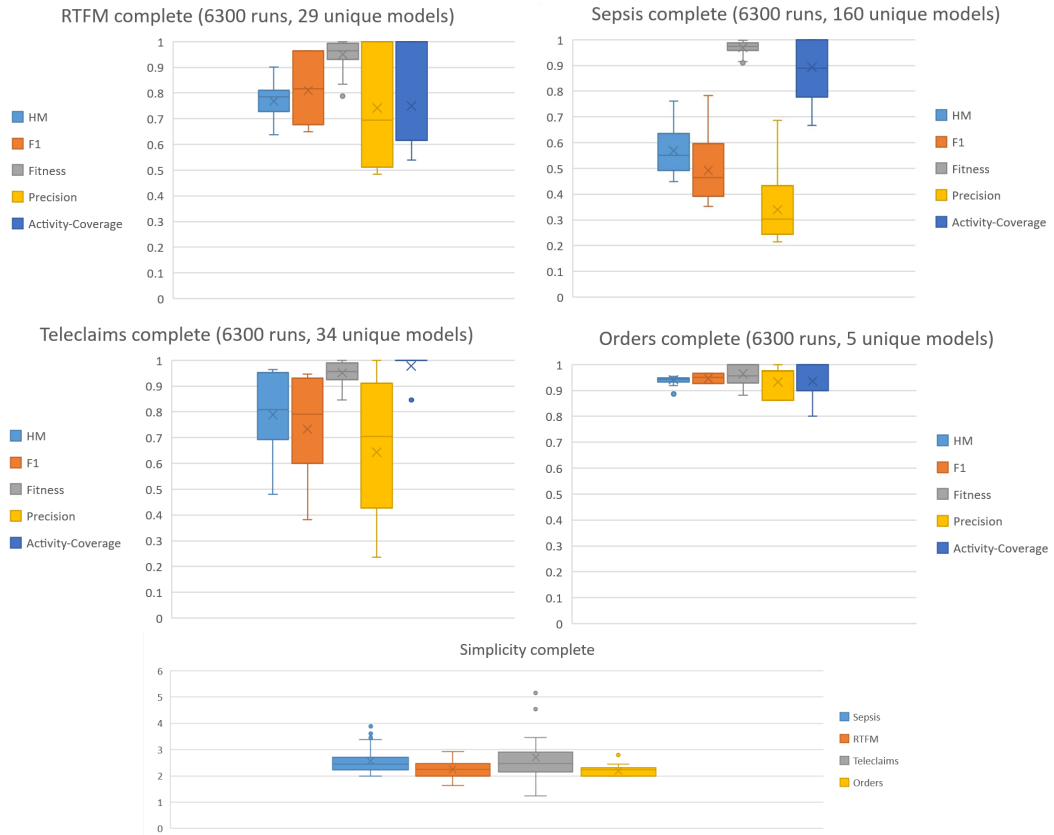 RTFM complete (6300 runs, 29 unique models)
1
0.9
0.8
0.7
0.6
0.5
0.4
0.3
0.2
0.1
0
HM
F1
Fitness
Precision
Activity-Coverage
Sepsis complete (6300 runs, 160 unique models)
1
0.9
0.8
0.7
0.6
0.5
0.4
0.3
0.2
0.1
0
HM
F1
Fitness
Precision
Activity-Coverage
Teleclaims complete (6300 runs, 34 unique models)
1
0.9
0.8
0.7
0.6
0.5
0.4
0.3
0.2
0.1
0
HM
F1
Fitness
Precision
Activity-Coverage
Orders complete (6300 runs, 5 unique models)
1
0.9
0.8
0.7
0.6
0.5
0.4
0.3
0.2
0.1
0
HM
F1
Fitness
Precision
Activity-Coverage
Simplicity complete
6
5
4
3
2
1
0
Sepsis
RTFM
Teleclaims
Orders